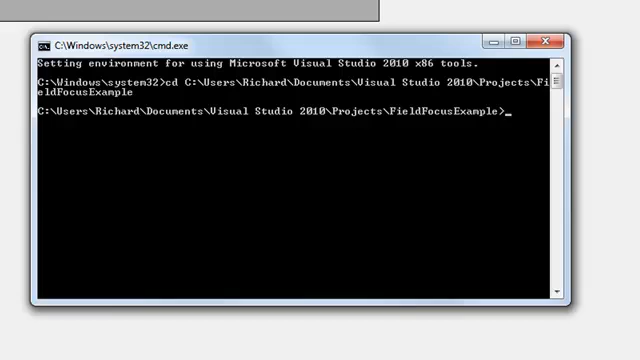 C:\Windows\system32\cmd.exe
Setting environment for using Microsoft Visual Studio 2010 x86 tools.
C:\Windows\system32>cd C:\Users\Richard\Documents\Visual Studio 2010\Projects\Fi
eldFocusExample
C:\Users\Richard\Documents\Visual Studio 2010\Projects\FieldFocusExample>_